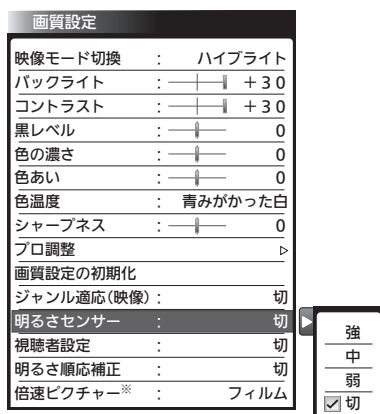 画質設定
映像モード切換 : ハイブライト
バックライト : +30
コントラスト : +30
黒レベル : 0
色の濃さ : 0
色あい : 0
色温度 : 青みがかった白
シャープネス : 0
プロ調整
画質設定の初期化
ジャンル適応(映像) : 切
明るさセンサー : 切
視聴者設定 : 切
明るさ順応補正 : 切
倍速ピクチャー※ : フィルム
強
中
弱
切